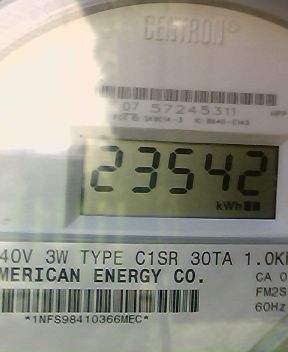 CENTRON®
07 57245311
23542
kWh
40V 3W TYPE C1SR 30TA 1.0K
MERICAN ENERGY CO.
CA 0
FM2S
60Hz
*1NFS98410366MEC*